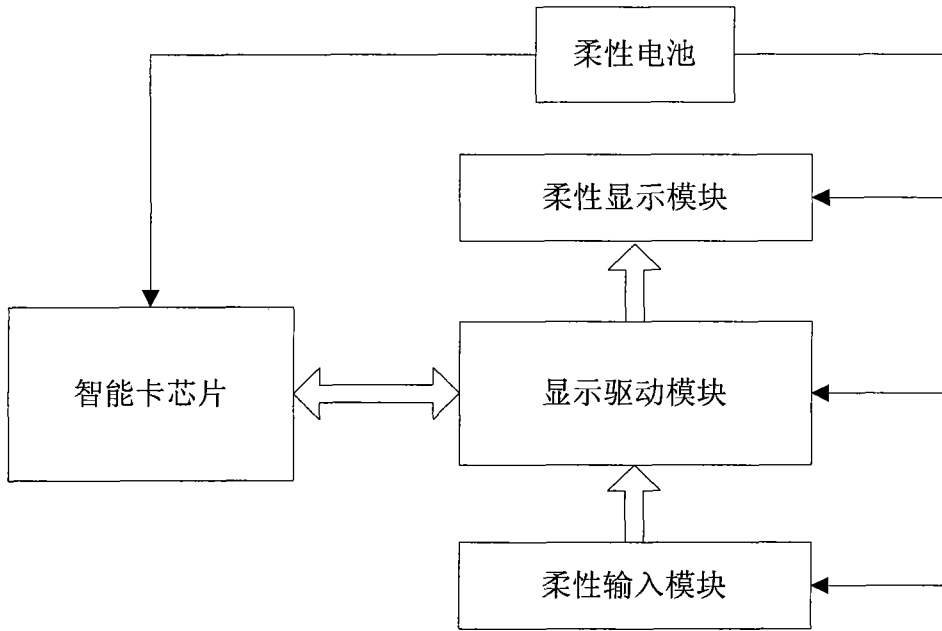 柔性电池
柔性显示模块
智能卡芯片
显示驱动模块
柔性输入模块